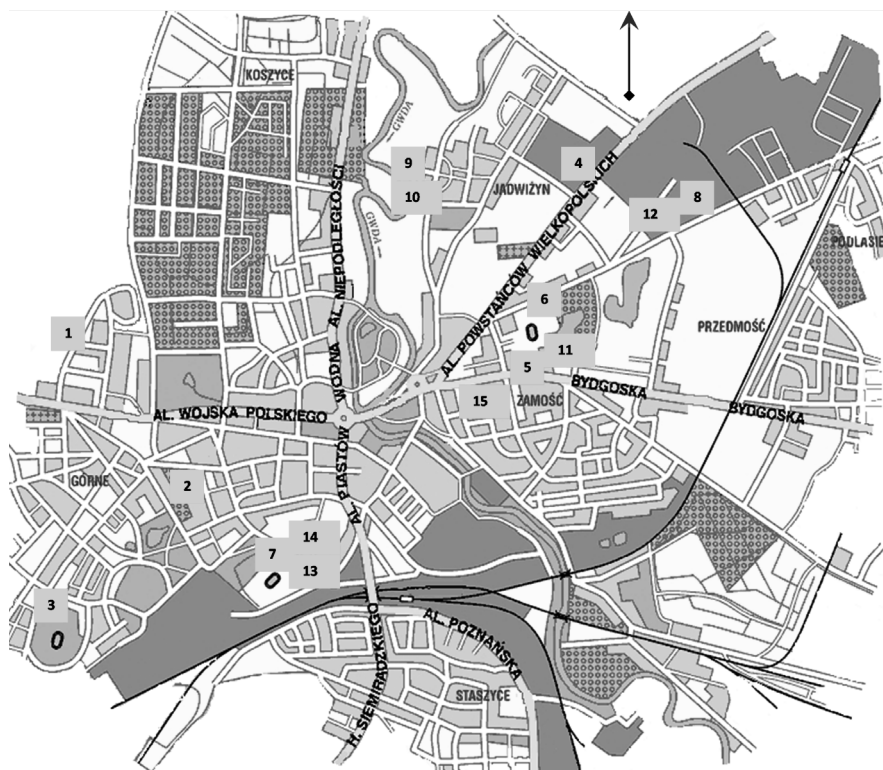 KOSZYCE
GWDA
9
10
4
JADWIŻYN
8
12
AL. NIEPODLEGŁOŚCI
WODNA
GWDA
AL. POWSTAŃCÓW WIELKOPOLSKICH
PODLASIE
6
1
PRZEDMOŚĆ
11
5
BYDGOSKA
BYDGOSKA
15
ZAMOŚĆ
AL. WOJSKA POLSKIEGO
AL. PIASTÓW
GÓRNE
2
14
7
13
3
AL. POZNAŃSKA
H. SIEMIRADZKIEGO
STASZYCE